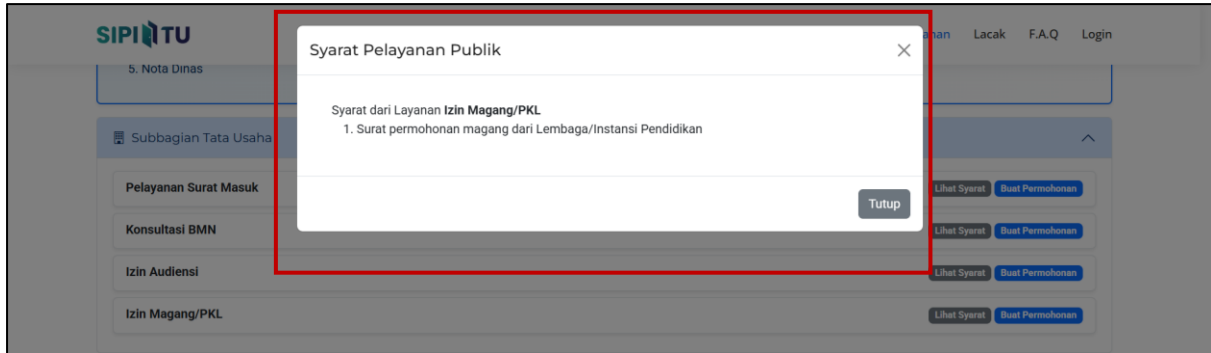 SIPINTU
Lacak F.A.Q Login
5. Nota Dinas
Syarat Pelayanan Publik
Syarat dari Layanan Izin Magang/PKL
1. Surat permohonan magang dari Lembaga/Instansi Pendidikan
Tutup
Subbagian Tata Usaha
Pelayanan Surat Masuk
Lihat Syarat Buat Permohonan
Konsultasi BMN
Lihat Syarat Buat Permohonan
Izin Audiensi
Lihat Syarat Buat Permohonan
Izin Magang/PKL
Lihat Syarat Buat Permohonan